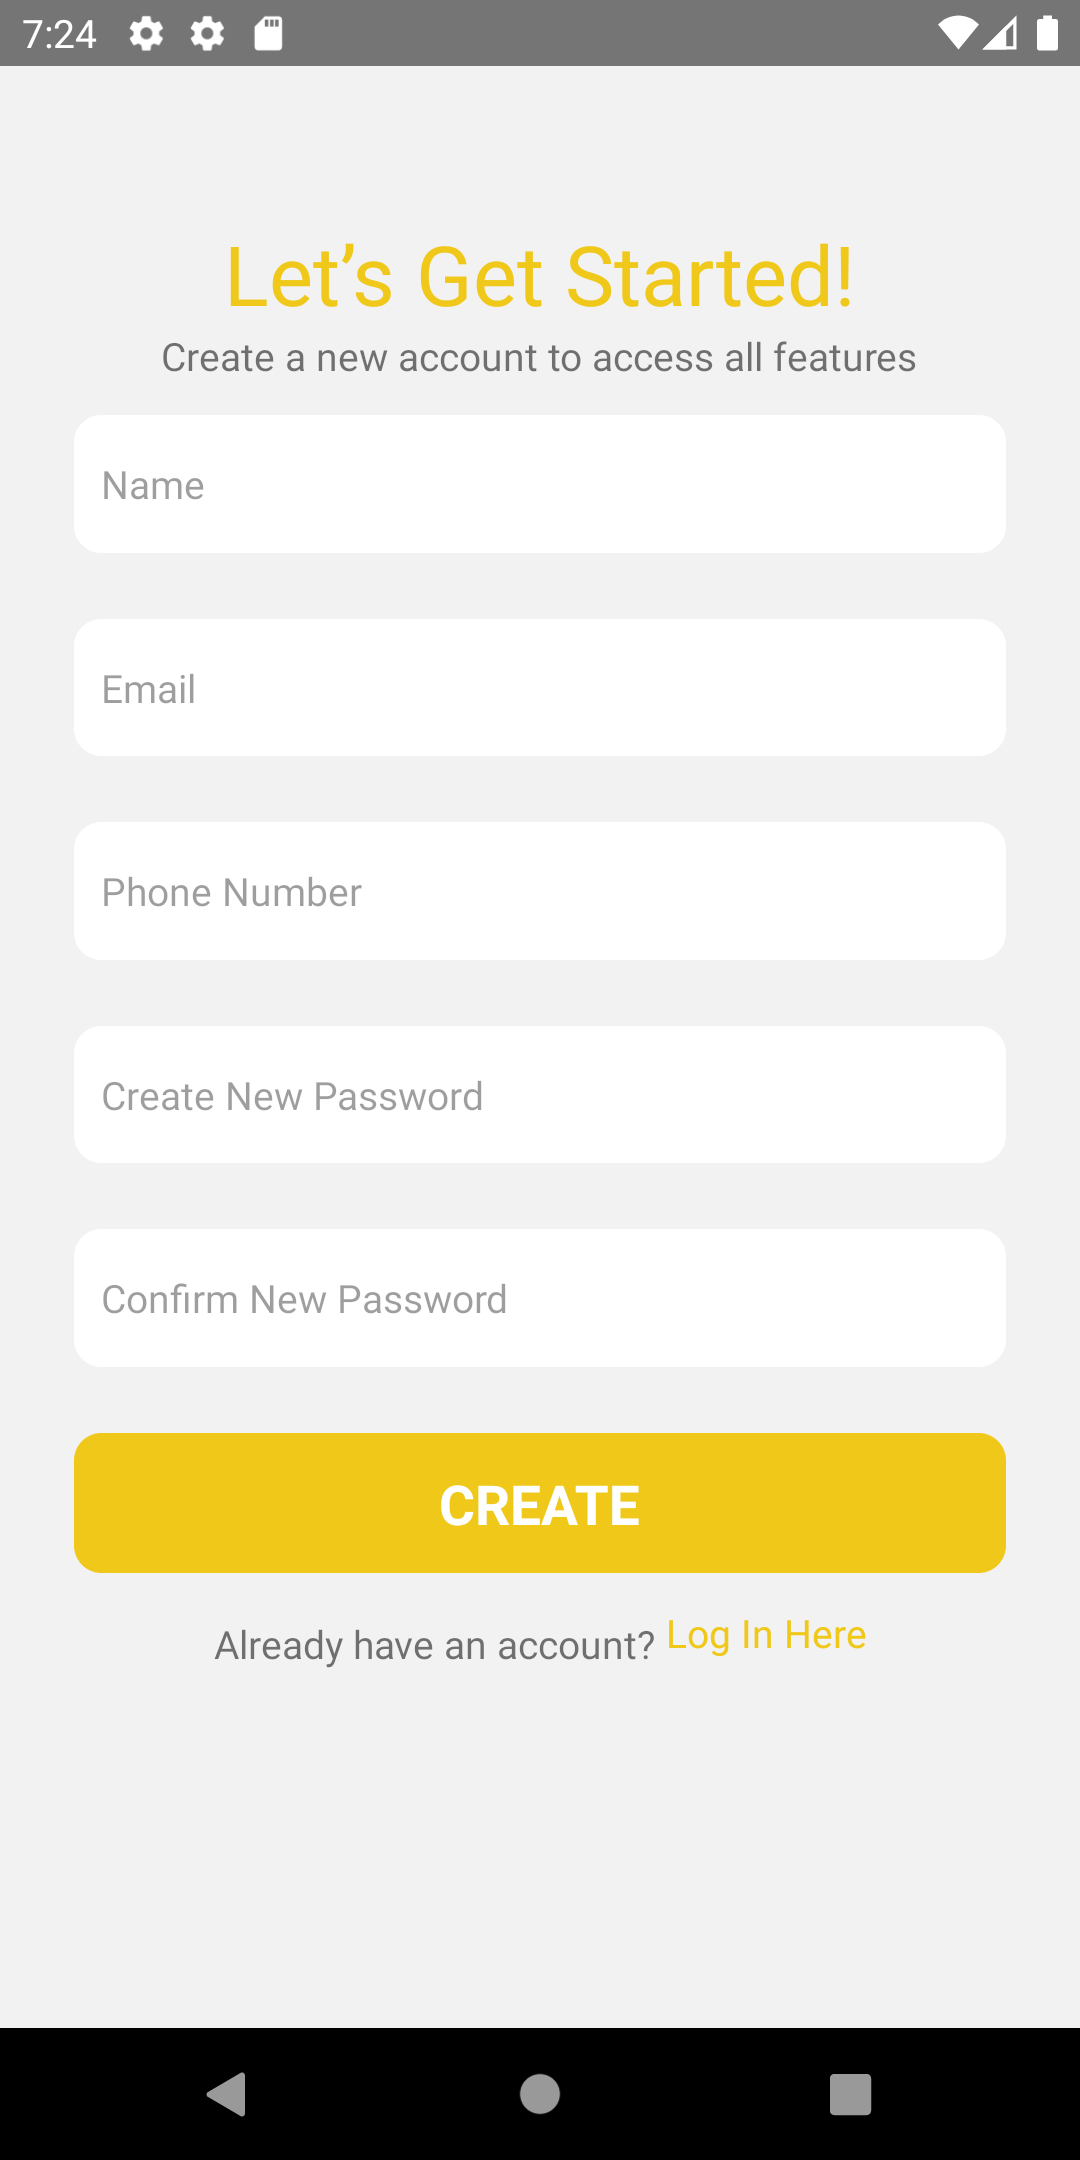 7:24
Let’s Get Started!
Create a new account to access all features
Name
Email
Phone Number
Create New Password
Confirm New Password
CREATE
Already have an account? Log In Here